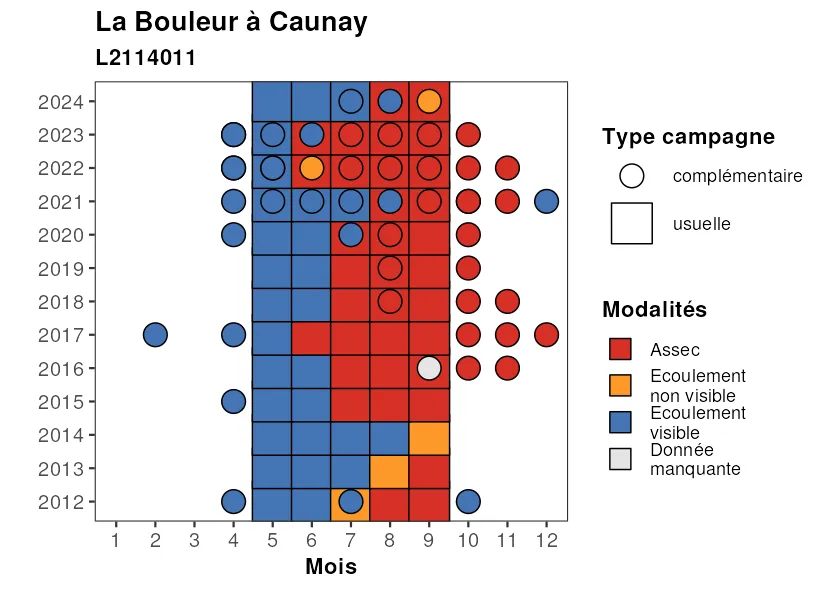 La Bouleur à Caunay
L2114011
2024
2023
2022
2021
2020
2019
2018
2017
2016
2015
2014
2013
2012
1 2 3 4 5 6 7 8 9 10 11 12
Mois
Type campagne
complémentaire
usuelle
Modalités
Assec
Ecoulement
non visible
Ecoulement
visible
Donnée
manquante